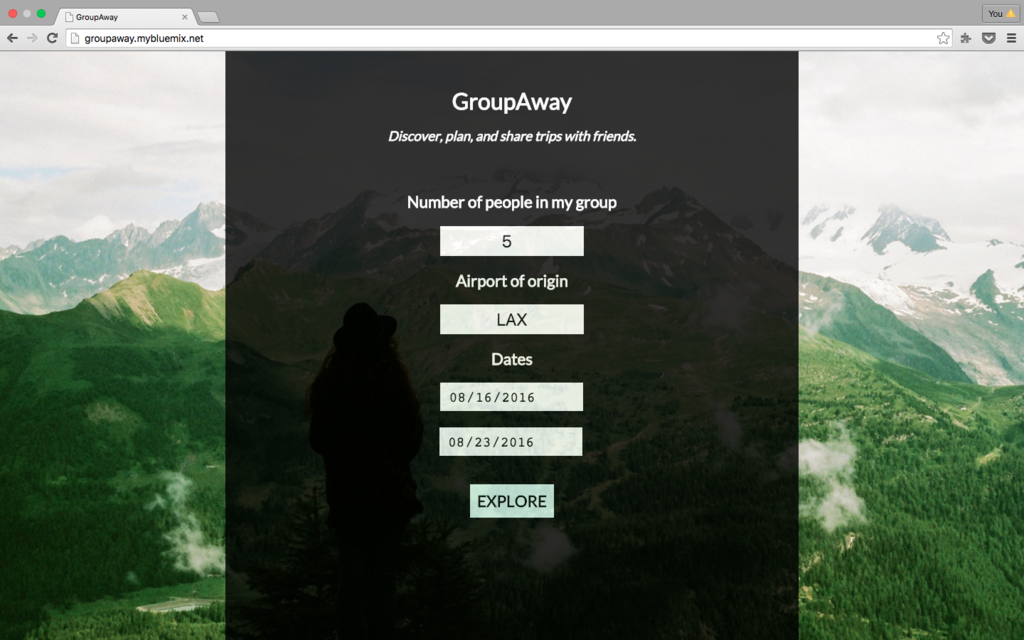 GroupAway
You
groupaway.mybluemix.net
GroupAway
Discover, plan, and share trips with friends.
Number of people in my group
5
Airport of origin
LAX
Dates
08/16/2016
08/23/2016
EXPLORE